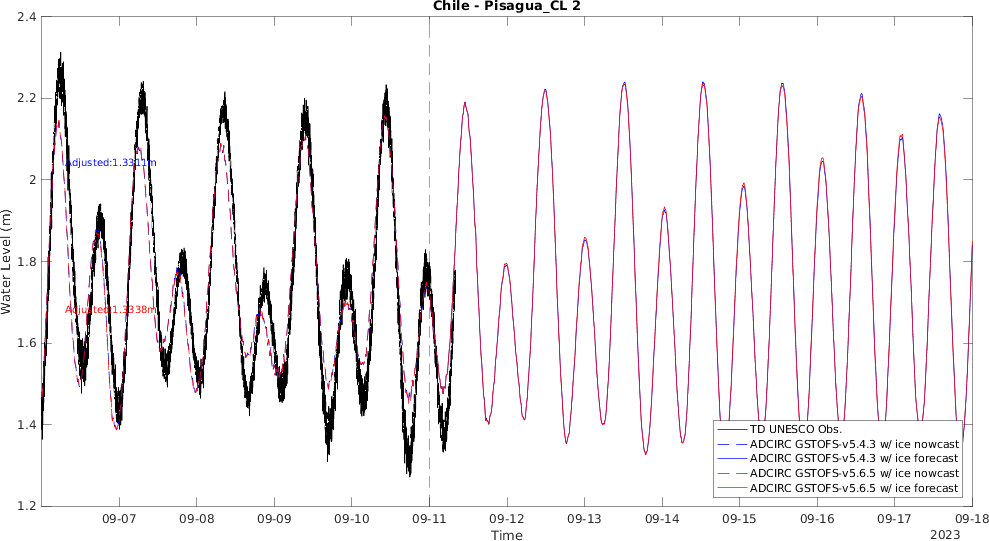 Chile - Pisagua_CL 2
Water Level (m)
2.4
2.2
2
1.8
1.6
1.4
1.2
Adjusted:1.3311m
Adjusted:1.3338m
TD UNESCO Obs.
ADCIRC GSTOFS-v5.4.3 w/ ice nowcast
ADCIRC GSTOFS-v5.4.3 w/ ice forecast
ADCIRC GSTOFS-v5.6.5 w/ ice nowcast
ADCIRC GSTOFS-v5.6.5 w/ ice forecast
09-07 09-08 09-09 09-10 09-11 09-12 09-13 09-14 09-15 09-16 09-17 09-18
Time
2023